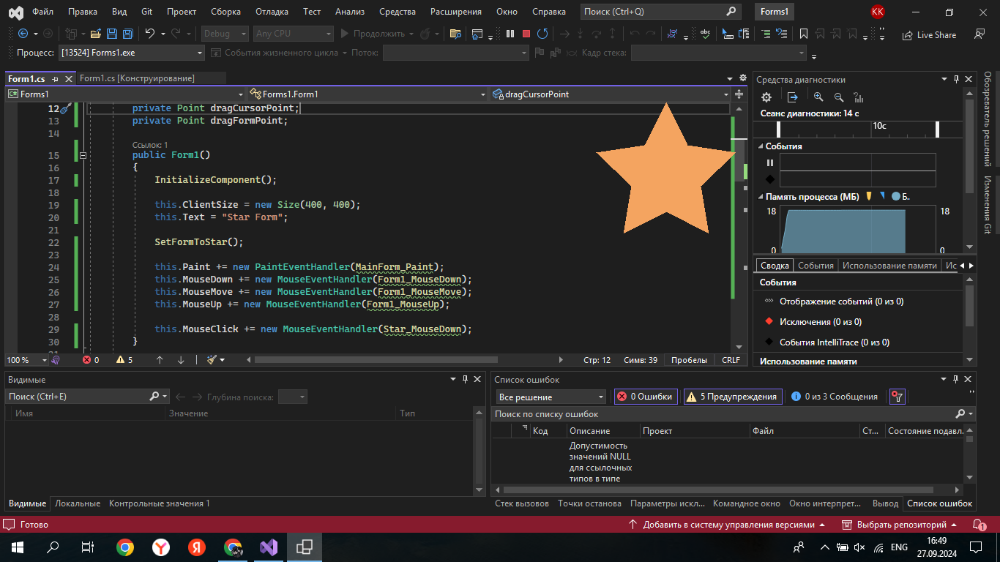 Файл Правка Вид Git Проект Сборка Отладка Тест Анализ Средства Расширения Окно Справка Поиск (Ctrl+Q) Forms1 KK
Debug Any CPU Продолжить abc Live Share
Процесс: [13524] Forms1.exe События жизненного цикла Поток: Кадр стека:
Form1.cs Form1.cs [Конструирование]
C# Forms1 Forms1.Form1 dragCursorPoint
12 private Point dragCursorPoint;
13 private Point dragFormPoint;
14
Ссылок: 1
15 public Form1()
16 {
17 InitializeComponent();
18
19 this.ClientSize = new Size(400, 400);
20 this.Text = "Star Form";
21
22 SetFormToStar();
23
24 this.Paint += new PaintEventHandler(MainForm_Paint);
25 this.MouseDown += new MouseEventHandler(Form1_MouseDown);
26 this.MouseMove += new MouseEventHandler(Form1_MouseMove);
27 this.MouseUp += new MouseEventHandler(Form1_MouseUp);
28
29 this.MouseClick += new MouseEventHandler(Star_MouseDown);
30 }
100 % 0 5 Стр: 12 Симв: 39 Пробелы CRLF
Средства диагностики
Сеанс диагностики: 14 с
10с
События
Память процесса (МБ) Б..
18 18
0 0
Сводка События Использование памяти Ис
События
Отображение событий (0 из 0)
Исключения (0 из 0)
События IntelliTrace (0 из 0)
Использование памяти
Обозреватель решений
Изменения Git
Видимые
Поиск (Ctrl+E) Глубина поиска:
Имя Значение Тип
Видимые Локальные Контрольные значения 1
Список ошибок
Все решение 0 Ошибки 5 Предупреждения 0 из 3 Сообщения
Поиск по списку ошибок
Код Описание Проект Файл Ст... Состояние подавл.
Допустимость
значений NULL
для ссылочных
типов в типе
Стек вызовов Точки останова Параметры искл... Командное окно Окно интерпрет... Вывод Список ошибок
Готово Добавить в систему управления версиями Выбрать репозиторий 1
ENG 16:49
27.09.2024